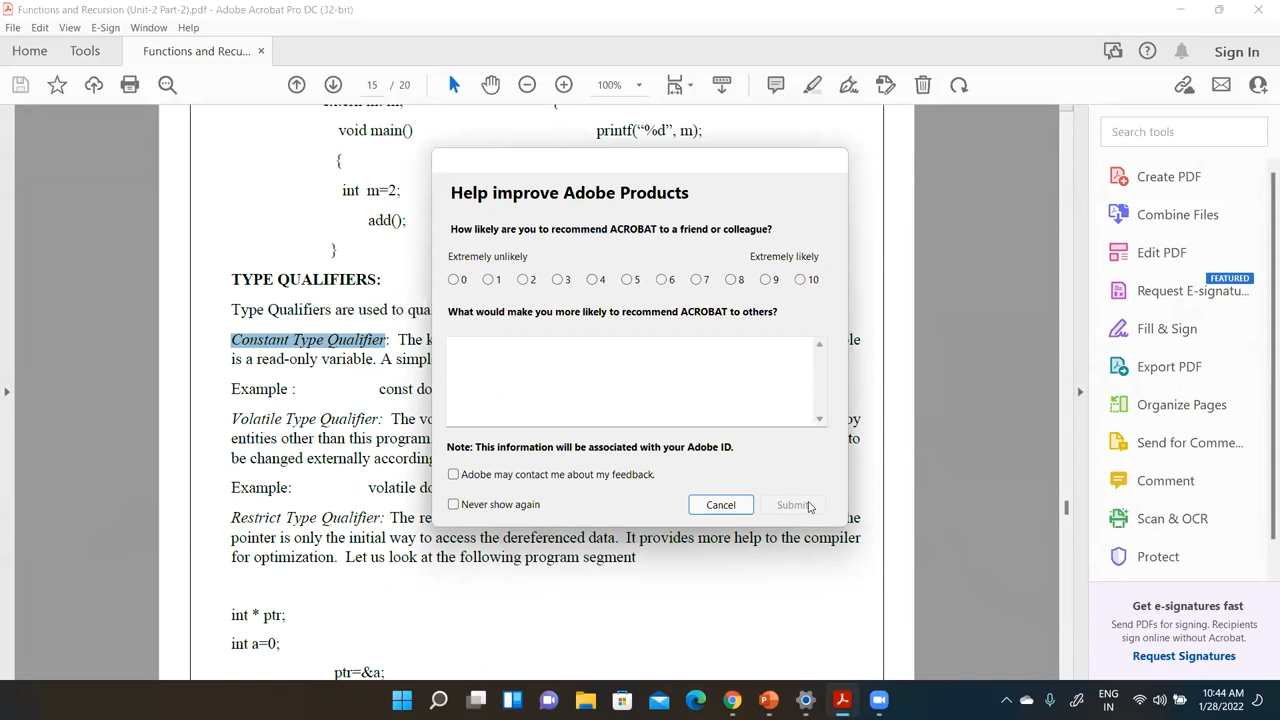 Functions and Recursion (Unit-2 Part-2).pdf - Adobe Acrobat Pro DC (32-bit)
File Edit View E-Sign Window Help
Home Tools Functions and Recu... × Sign In
15 / 20 100%
void main() printf(“%d”, m);
{
int m=2;
add();
}
TYPE QUALIFIERS:
Type Qualifiers are used to qua
Constant Type Qualifier: The k le
is a read-only variable. A simpl
Example : const do
Volatile Type Qualifier: The vo by
entities other than this program. to
be changed externally according
Example: volatile do
Restrict Type Qualifier: The re he
pointer is only the initial way to access the dereferenced data. It provides more help to the compiler
for optimization. Let us look at the following program segment
int * ptr;
int a=0;
ptr=&a;
Help improve Adobe Products
How likely are you to recommend ACROBAT to a friend or colleague?
Extremely unlikely Extremely likely
0 1 2 3 4 5 6 7 8 9 10
What would make you more likely to recommend ACROBAT to others?
Note: This information will be associated with your Adobe ID.
Adobe may contact me about my feedback.
Never show again Cancel Submit
Search tools
Create PDF
Combine Files
Edit PDF
FEATURED
Request E-signatu...
Fill & Sign
Export PDF
Organize Pages
Send for Comme...
Comment
Scan & OCR
Protect
Get e-signatures fast
Send PDFs for signing. Recipients
sign online without Acrobat.
Request Signatures
ENG
IN
10:44 AM
1/28/2022